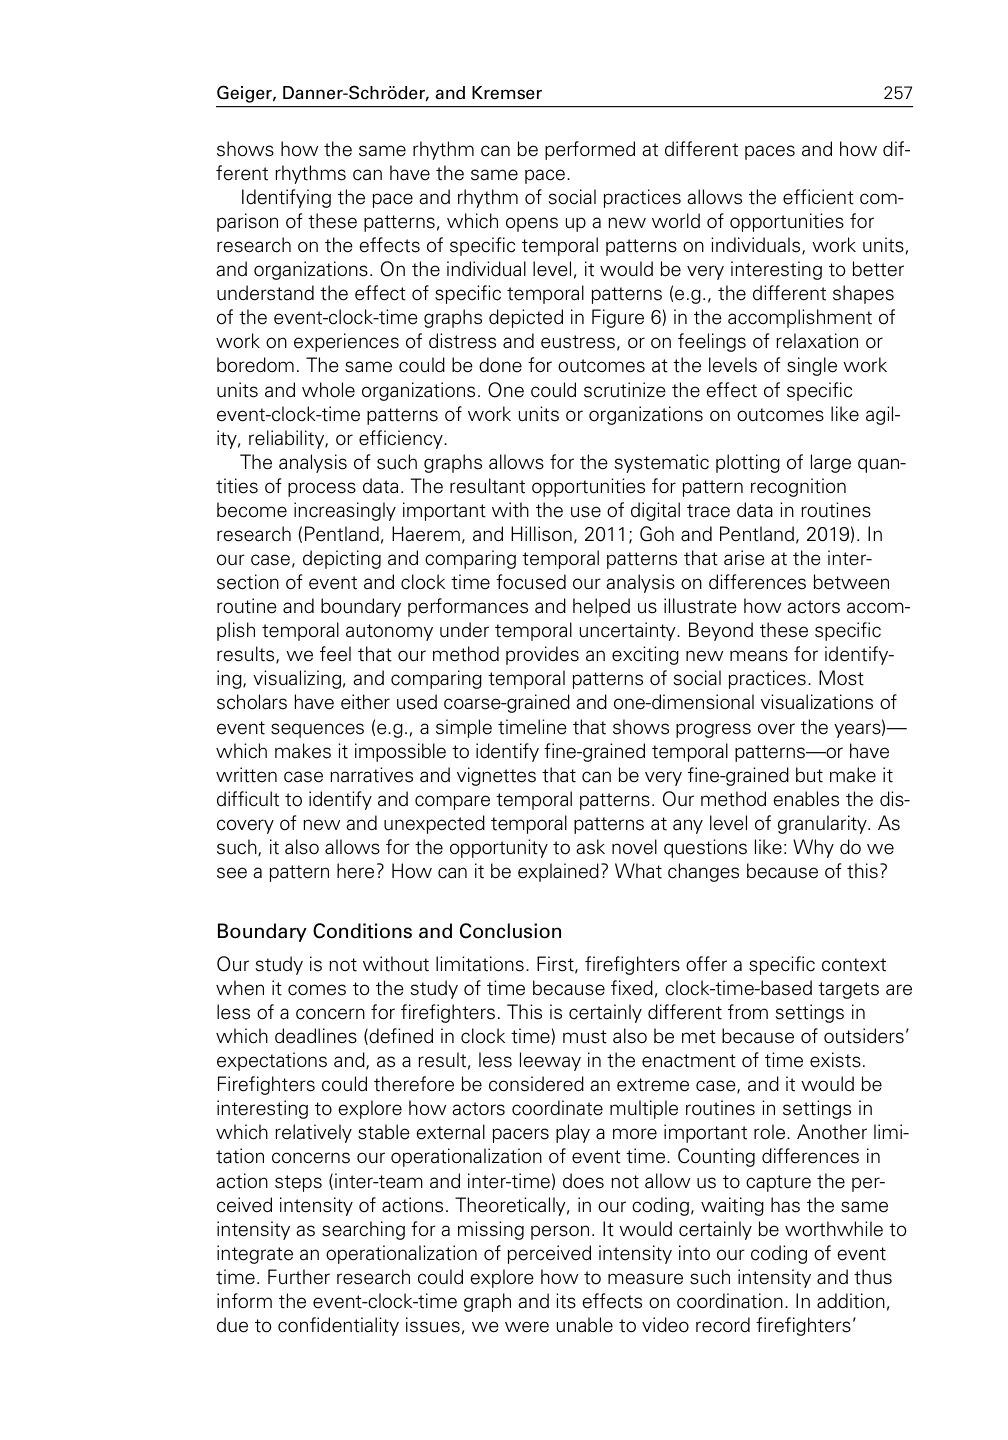 Geiger, Danner-Schröder, and Kremser 257
shows how the same rhythm can be performed at different paces and how dif-
ferent rhythms can have the same pace.
Identifying the pace and rhythm of social practices allows the efficient com-
parison of these patterns, which opens up a new world of opportunities for
research on the effects of specific temporal patterns on individuals, work units,
and organizations. On the individual level, it would be very interesting to better
understand the effect of specific temporal patterns (e.g., the different shapes
of the event-clock-time graphs depicted in Figure 6) in the accomplishment of
work on experiences of distress and eustress, or on feelings of relaxation or
boredom. The same could be done for outcomes at the levels of single work
units and whole organizations. One could scrutinize the effect of specific
event-clock-time patterns of work units or organizations on outcomes like agil-
ity, reliability, or efficiency.
The analysis of such graphs allows for the systematic plotting of large quan-
tities of process data. The resultant opportunities for pattern recognition
become increasingly important with the use of digital trace data in routines
research (Pentland, Haerem, and Hillison, 2011; Goh and Pentland, 2019). In
our case, depicting and comparing temporal patterns that arise at the inter-
section of event and clock time focused our analysis on differences between
routine and boundary performances and helped us illustrate how actors accom-
plish temporal autonomy under temporal uncertainty. Beyond these specific
results, we feel that our method provides an exciting new means for identify-
ing, visualizing, and comparing temporal patterns of social practices. Most
scholars have either used coarse-grained and one-dimensional visualizations of
event sequences (e.g., a simple timeline that shows progress over the years)—
which makes it impossible to identify fine-grained temporal patterns—or have
written case narratives and vignettes that can be very fine-grained but make it
difficult to identify and compare temporal patterns. Our method enables the dis-
covery of new and unexpected temporal patterns at any level of granularity. As
such, it also allows for the opportunity to ask novel questions like: Why do we
see a pattern here? How can it be explained? What changes because of this?
Boundary Conditions and Conclusion
Our study is not without limitations. First, firefighters offer a specific context
when it comes to the study of time because fixed, clock-time-based targets are
less of a concern for firefighters. This is certainly different from settings in
which deadlines (defined in clock time) must also be met because of outsiders’
expectations and, as a result, less leeway in the enactment of time exists.
Firefighters could therefore be considered an extreme case, and it would be
interesting to explore how actors coordinate multiple routines in settings in
which relatively stable external pacers play a more important role. Another limi-
tation concerns our operationalization of event time. Counting differences in
action steps (inter-team and inter-time) does not allow us to capture the per-
ceived intensity of actions. Theoretically, in our coding, waiting has the same
intensity as searching for a missing person. It would certainly be worthwhile to
integrate an operationalization of perceived intensity into our coding of event
time. Further research could explore how to measure such intensity and thus
inform the event-clock-time graph and its effects on coordination. In addition,
due to confidentiality issues, we were unable to video record firefighters’